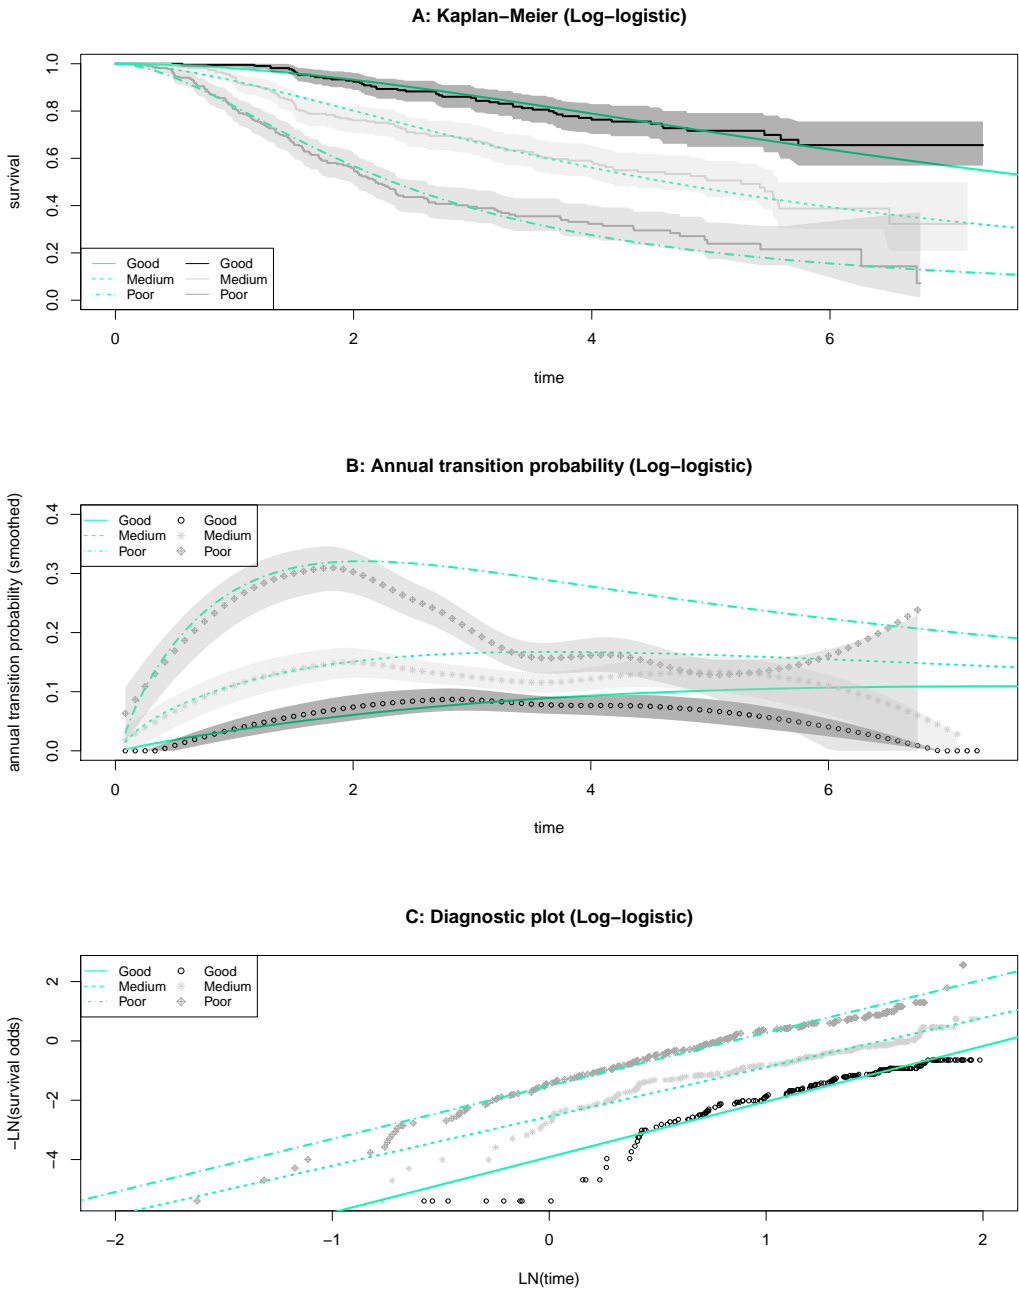 A: Kaplan−Meier (Log−logistic)
survival
1.0
0.8
0.6
0.4
0.2
0.0
Good Good
Medium Medium
Poor Poor
0 2 4 6
time
B: Annual transition probability (Log−logistic)
annual transition probability (smoothed)
0.4
0.3
0.2
0.1
0.0
Good Good
Medium Medium
Poor Poor
0 2 4 6
time
C: Diagnostic plot (Log−logistic)
−LN(survival odds)
2
0
−2
−4
Good Good
Medium Medium
Poor Poor
−2 −1 0 1 2
LN(time)